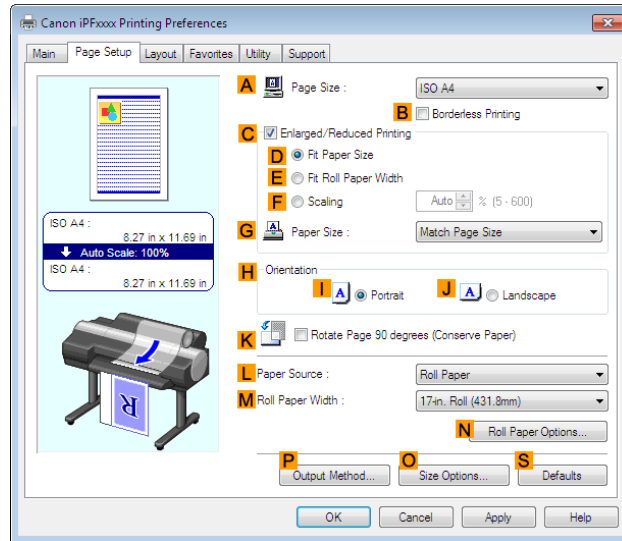 Canon iPFxxxx Printing Preferences
Main Page Setup Layout Favorites Utility Support
A Page Size : ISO A4
B Borderless Printing
C Enlarged/Reduced Printing
D Fit Paper Size
E Fit Roll Paper Width
F Scaling Auto % (5 - 600)
G Paper Size : Match Page Size
ISO A4 :
8.27 in x 11.69 in
Auto Scale: 100%
ISO A4 :
8.27 in x 11.69 in
H Orientation
I A Portrait J A Landscape
K Rotate Page 90 degrees (Conserve Paper)
L Paper Source : Roll Paper
M Roll Paper Width : 17-in. Roll (431.8mm)
N Roll Paper Options...
R
P Output Method... O Size Options... S Defaults
OK Cancel Apply Help